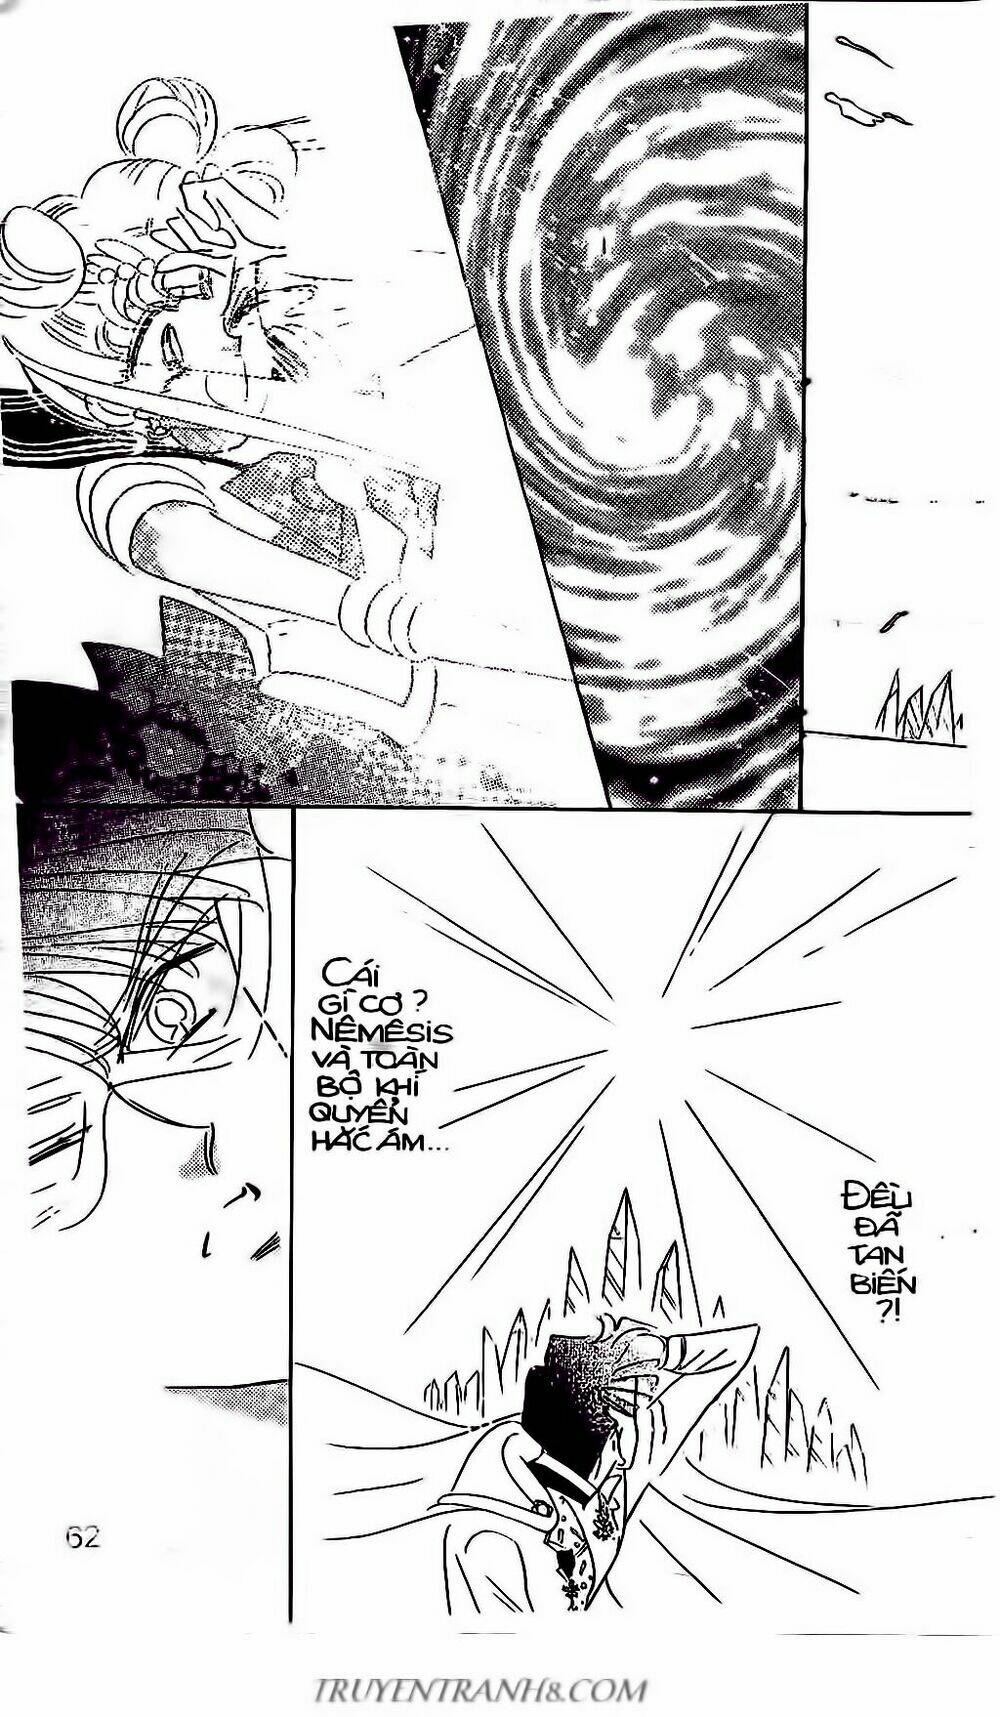 CÁI
GÌ CƠ?
NÊMÊSIS
VÀ TOÀN
BỘ KHÍ
QUYỂN
HẮC ÁM...
ĐỀU
ĐÃ
TAN
BIẾN
?!
62
TRUYENTRANH8.COM